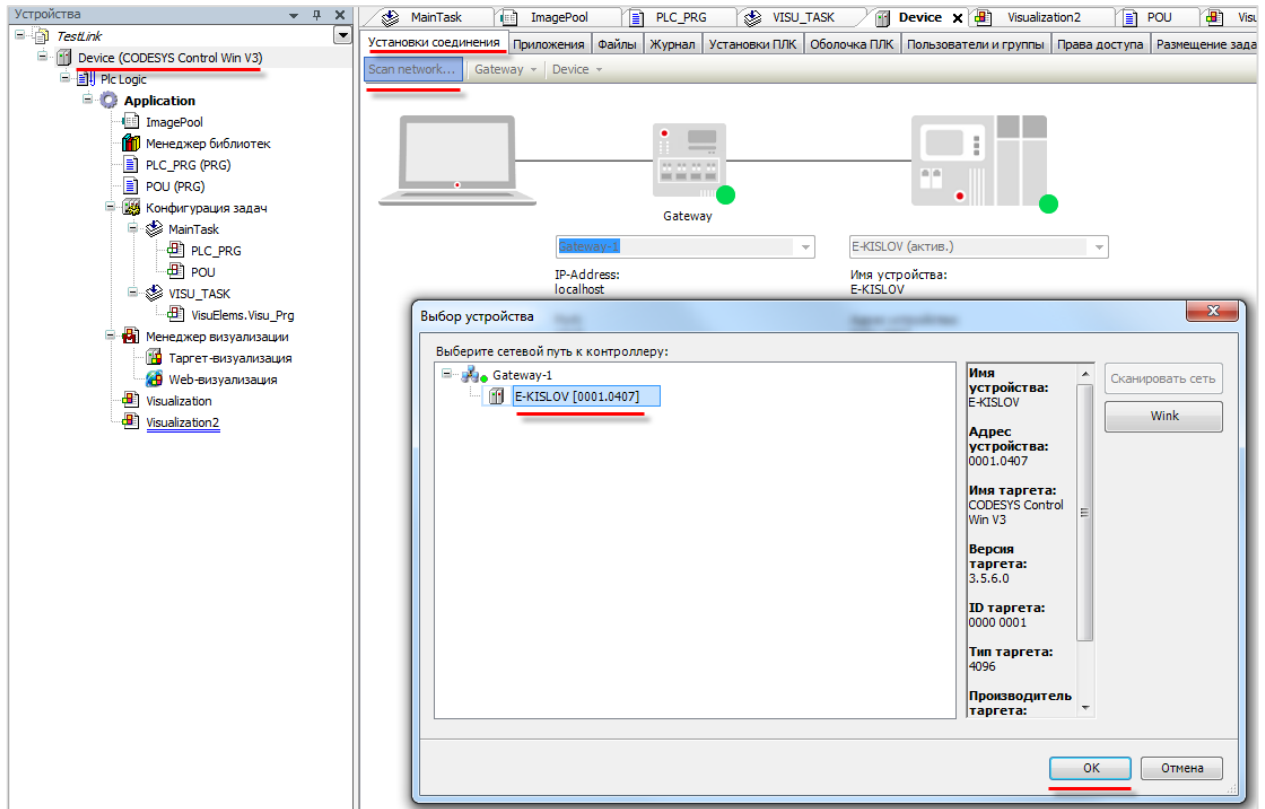 Устройства
TestLink
Device (CODESYS Control Win V3)
Plc Logic
Application
ImagePool
Менеджер библиотек
PLC_PRG (PRG)
POU (PRG)
Конфигурация задач
MainTask
PLC_PRG
POU
VISU_TASK
VisuElems.Visu_Prg
Менеджер визуализации
Таргет-визуализация
Web-визуализация
Visualization
Visualization2
MainTask ImagePool PLC_PRG VISU_TASK Device Visualization2 POU Visu
Установки соединения Приложения Файлы Журнал Установки ПЛК Оболочка ПЛК Пользователи и группы Права доступа Размещение зада
Scan network... Gateway Device
Gateway
Gateway-1 E-KISLOV (актив.)
IP-Address: Имя устройства:
localhost E-KISLOV
Выбор устройства
Выберите сетевой путь к контроллеру:
Gateway-1
E-KISLOV [0001.0407]
Имя
устройства:
E-KISLOV
Адрес
устройства:
0001.0407
Имя таргета:
CODESYS Control
Win V3
Версия
таргета:
3.5.6.0
ID таргета:
0000 0001
Тип таргета:
4096
Производитель
таргета:
Сканировать сеть
Wink
OK Отмена